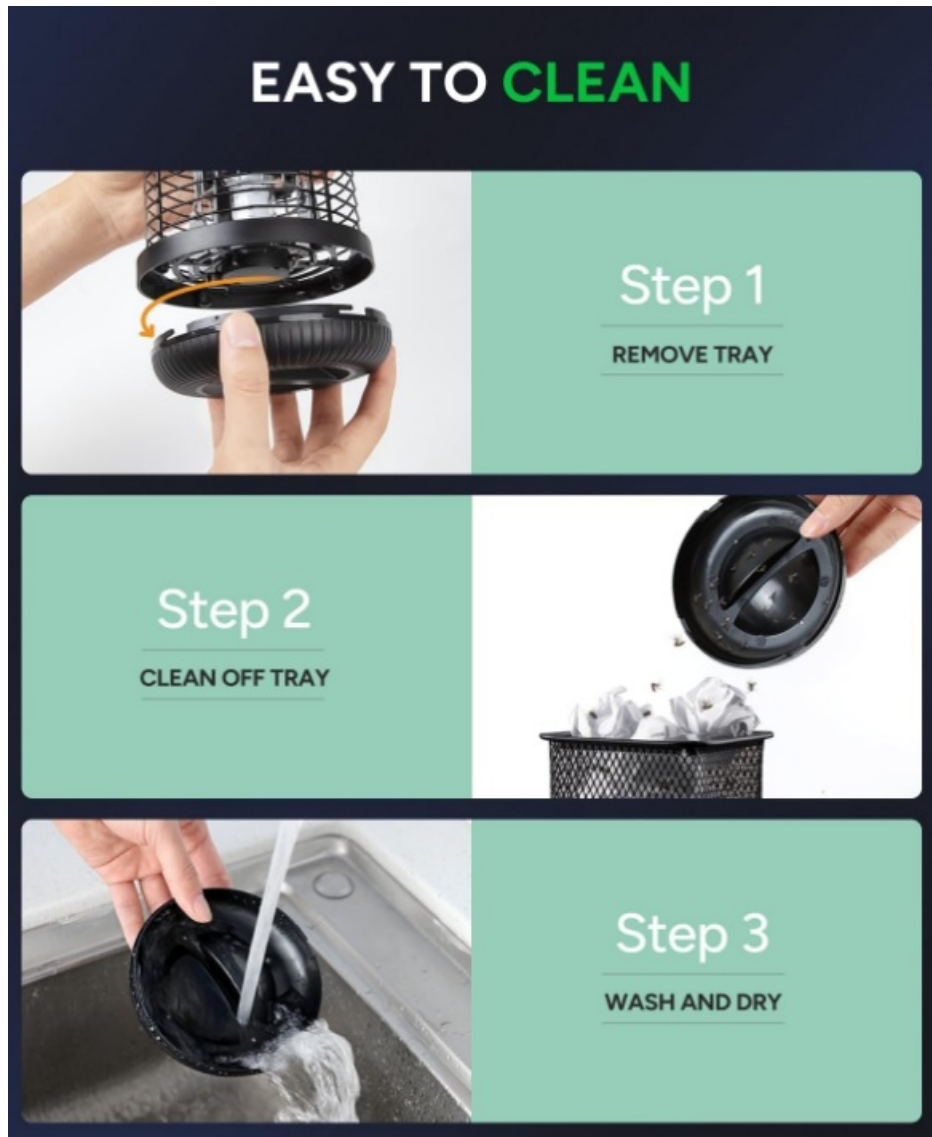 EASY TO CLEAN
Step 1
REMOVE TRAY
Step 2
CLEAN OFF TRAY
Step 3
WASH AND DRY